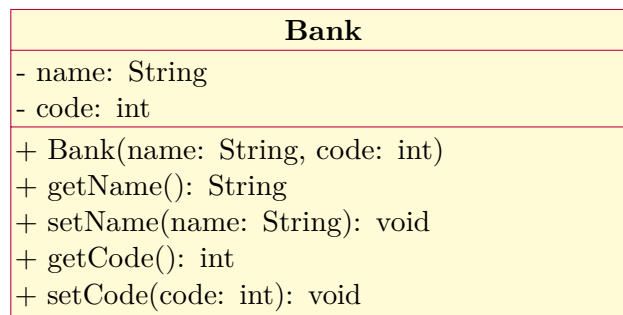 Bank
- name: String
- code: int
+ Bank(name: String, code: int)
+ getName(): String
+ setName(name: String): void
+ getCode(): int
+ setCode(code: int): void